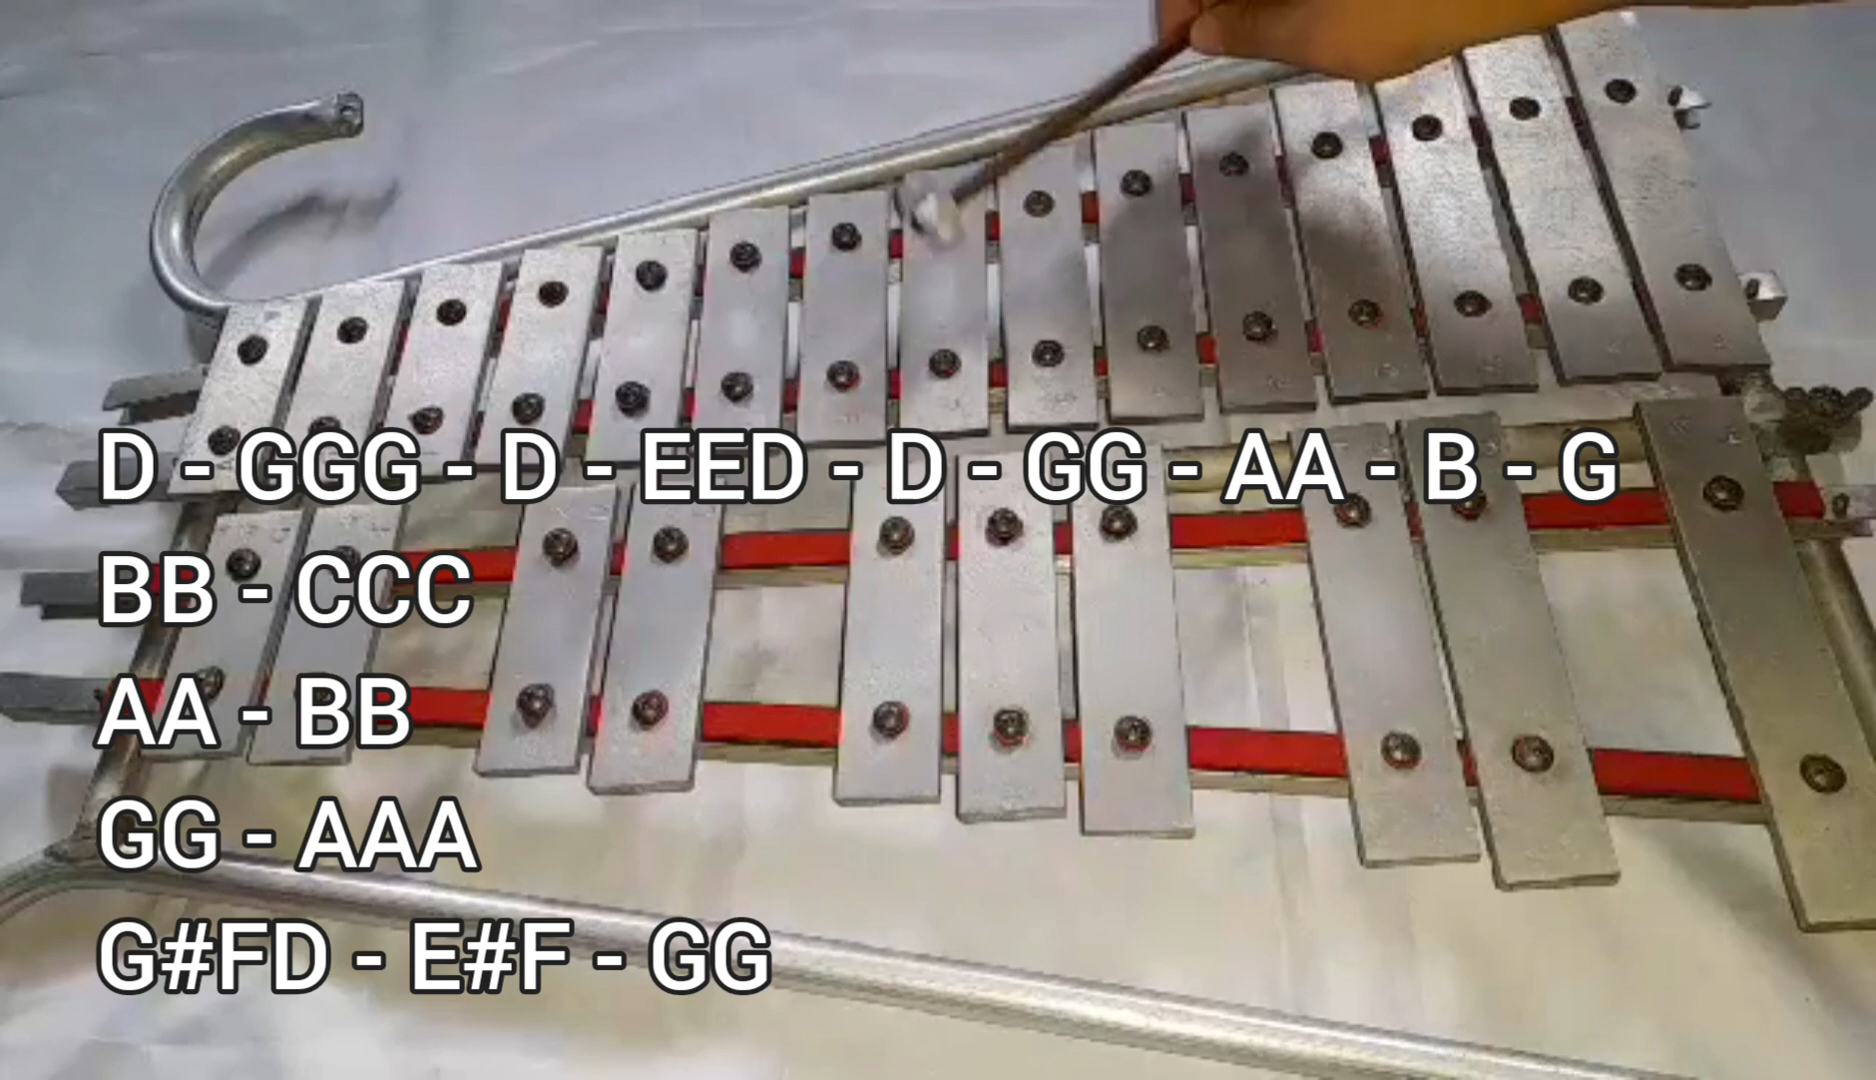 D - GGG - D - EED - D - GG - AA - B - G
BB - CCC
AA - BB
GG - AAA
G#FD - E#F - GG